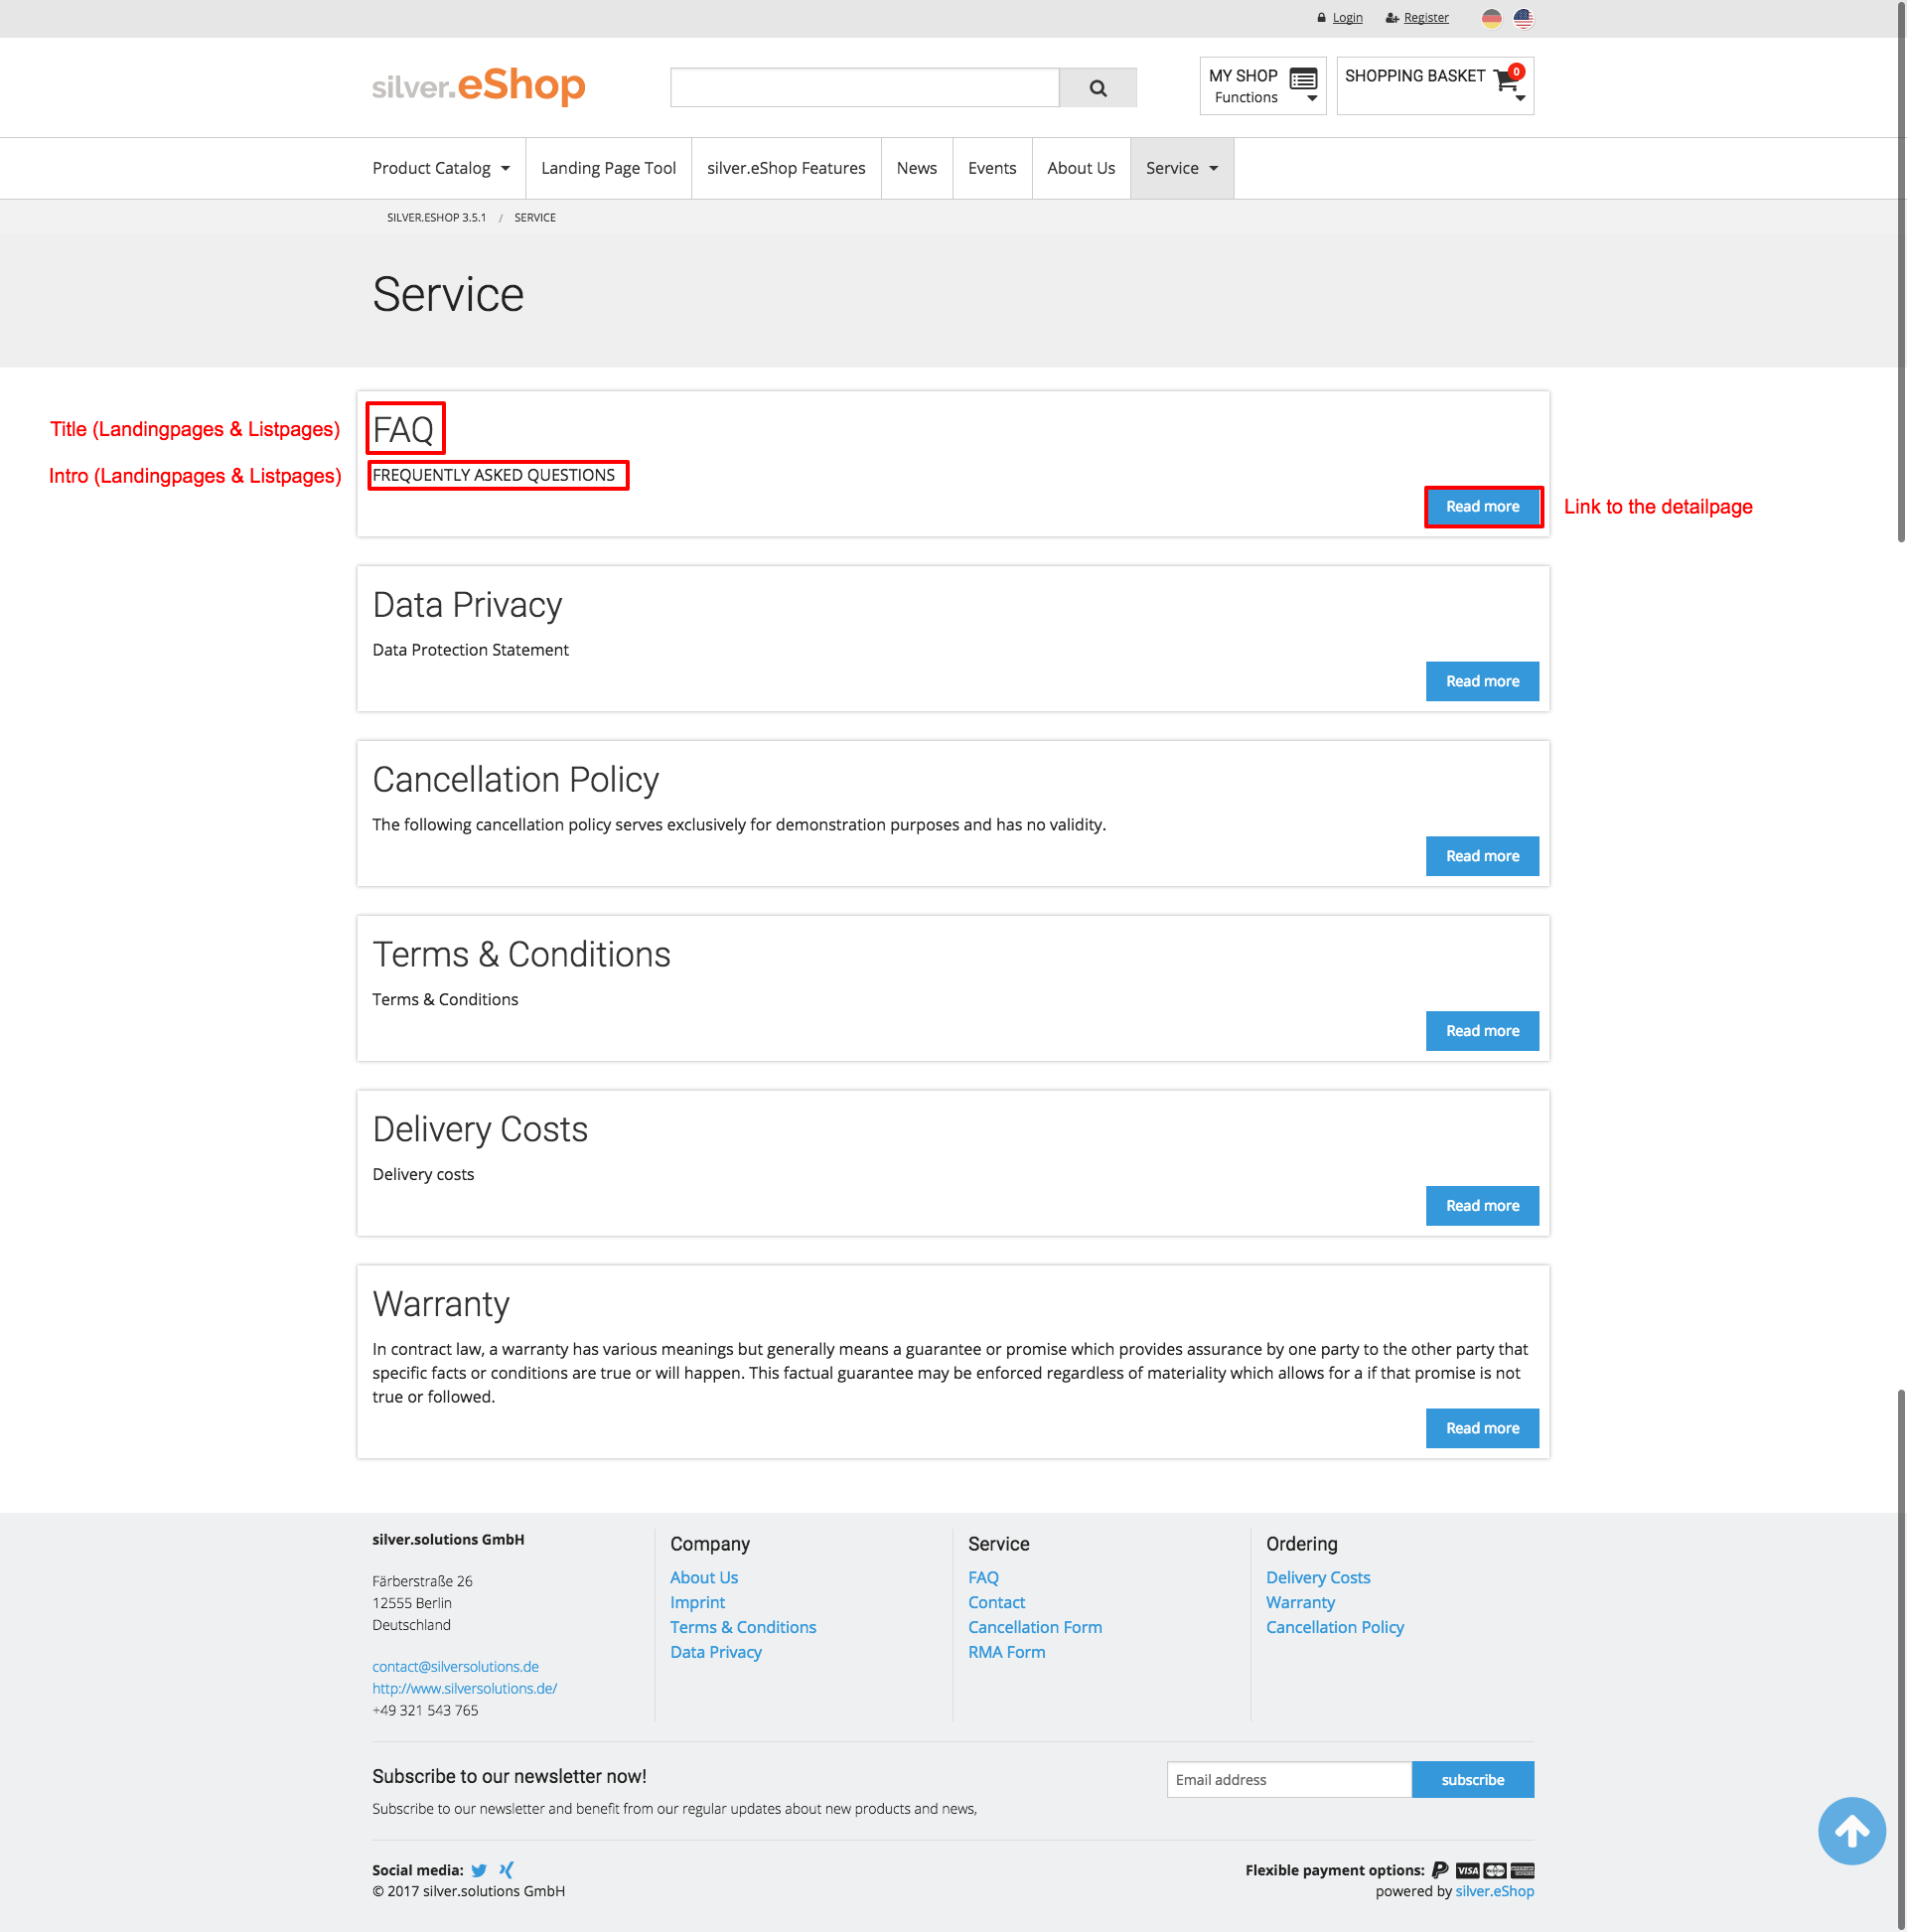 Login Register
silver.eShop
MY SHOP
Functions
SHOPPING BASKET 0
Product Catalog Landing Page Tool silver.eShop Features News Events About Us Service
SILVER.ESHOP 3.5.1 / SERVICE
Service
Title (Landingpages & Listpages)
FAQ
Intro (Landingpages & Listpages)
FREQUENTLY ASKED QUESTIONS
Read more
Link to the detailpage
Data Privacy
Data Protection Statement
Read more
Cancellation Policy
The following cancellation policy serves exclusively for demonstration purposes and has no validity.
Read more
Terms & Conditions
Terms & Conditions
Read more
Delivery Costs
Delivery costs
Read more
Warranty
In contract law, a warranty has various meanings but generally means a guarantee or promise which provides assurance by one party to the other party that
specific facts or conditions are true or will happen. This factual guarantee may be enforced regardless of materiality which allows for a if that promise is not
true or followed.
Read more
silver.solutions GmbH
Färberstraße 26
12555 Berlin
Deutschland
contact@silversolutions.de
http://www.silversolutions.de/
+49 321 543 765
Company
About Us
Imprint
Terms & Conditions
Data Privacy
Service
FAQ
Contact
Cancellation Form
RMA Form
Ordering
Delivery Costs
Warranty
Cancellation Policy
Subscribe to our newsletter now!
Subscribe to our newsletter and benefit from our regular updates about new products and news,
Email address
subscribe
Social media:
© 2017 silver.solutions GmbH
Flexible payment options: VISA
powered by silver.eShop